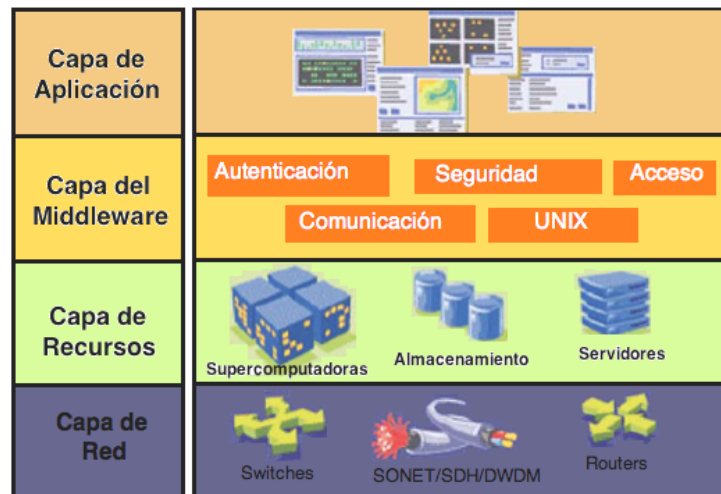 Capa de
Aplicación
Capa del
Middleware
Autenticación
Seguridad
Acceso
Comunicación
UNIX
Capa de
Recursos
Supercomputadoras
Almacenamiento
Servidores
Capa de
Red
Switches
SONET/SDH/DWDM
Routers